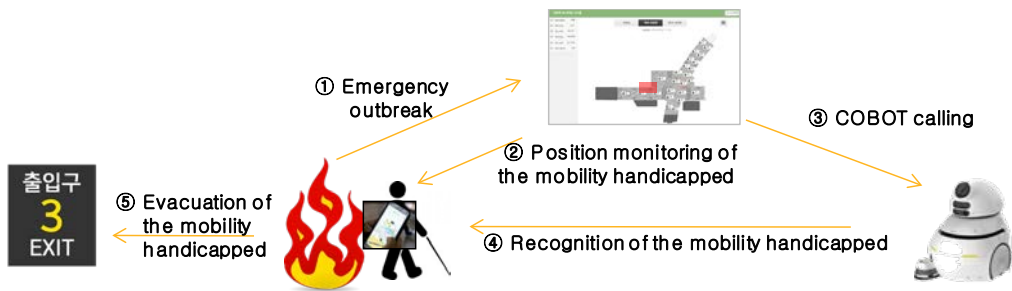 ① Emergency
outbreak
② Position monitoring of
the mobility handicapped
③ COBOT calling
④ Recognition of the mobility handicapped
⑤ Evacuation of
the mobility
handicapped
출입구
3
EXIT